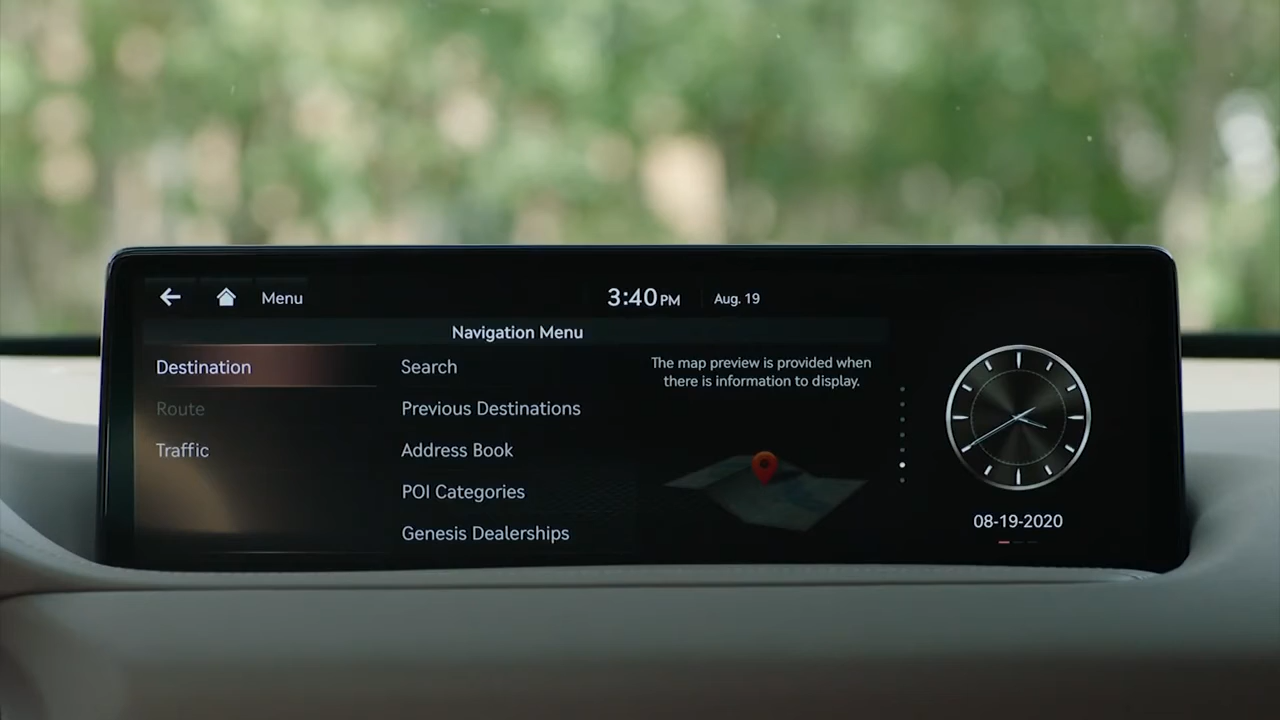 Menu
3:40 PM
Aug. 19
Navigation Menu
Destination
Route
Traffic
Search
Previous Destinations
Address Book
POI Categories
Genesis Dealerships
The map preview is provided when
there is information to display.
08-19-2020